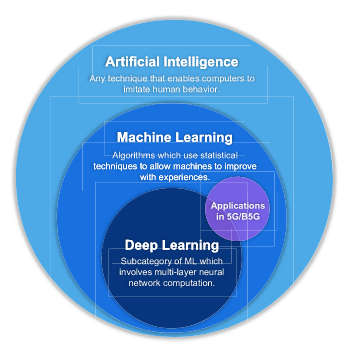 Artificial Intelligence
Any technique that enables computers to
imitate human behavior.
Machine Learning
Algorithms which use statistical
techniques to allow machines to improve
with experiences.
Applications
in 5G/B5G
Deep Learning
Subcategory of ML which
involves multi-layer neural
network computation.